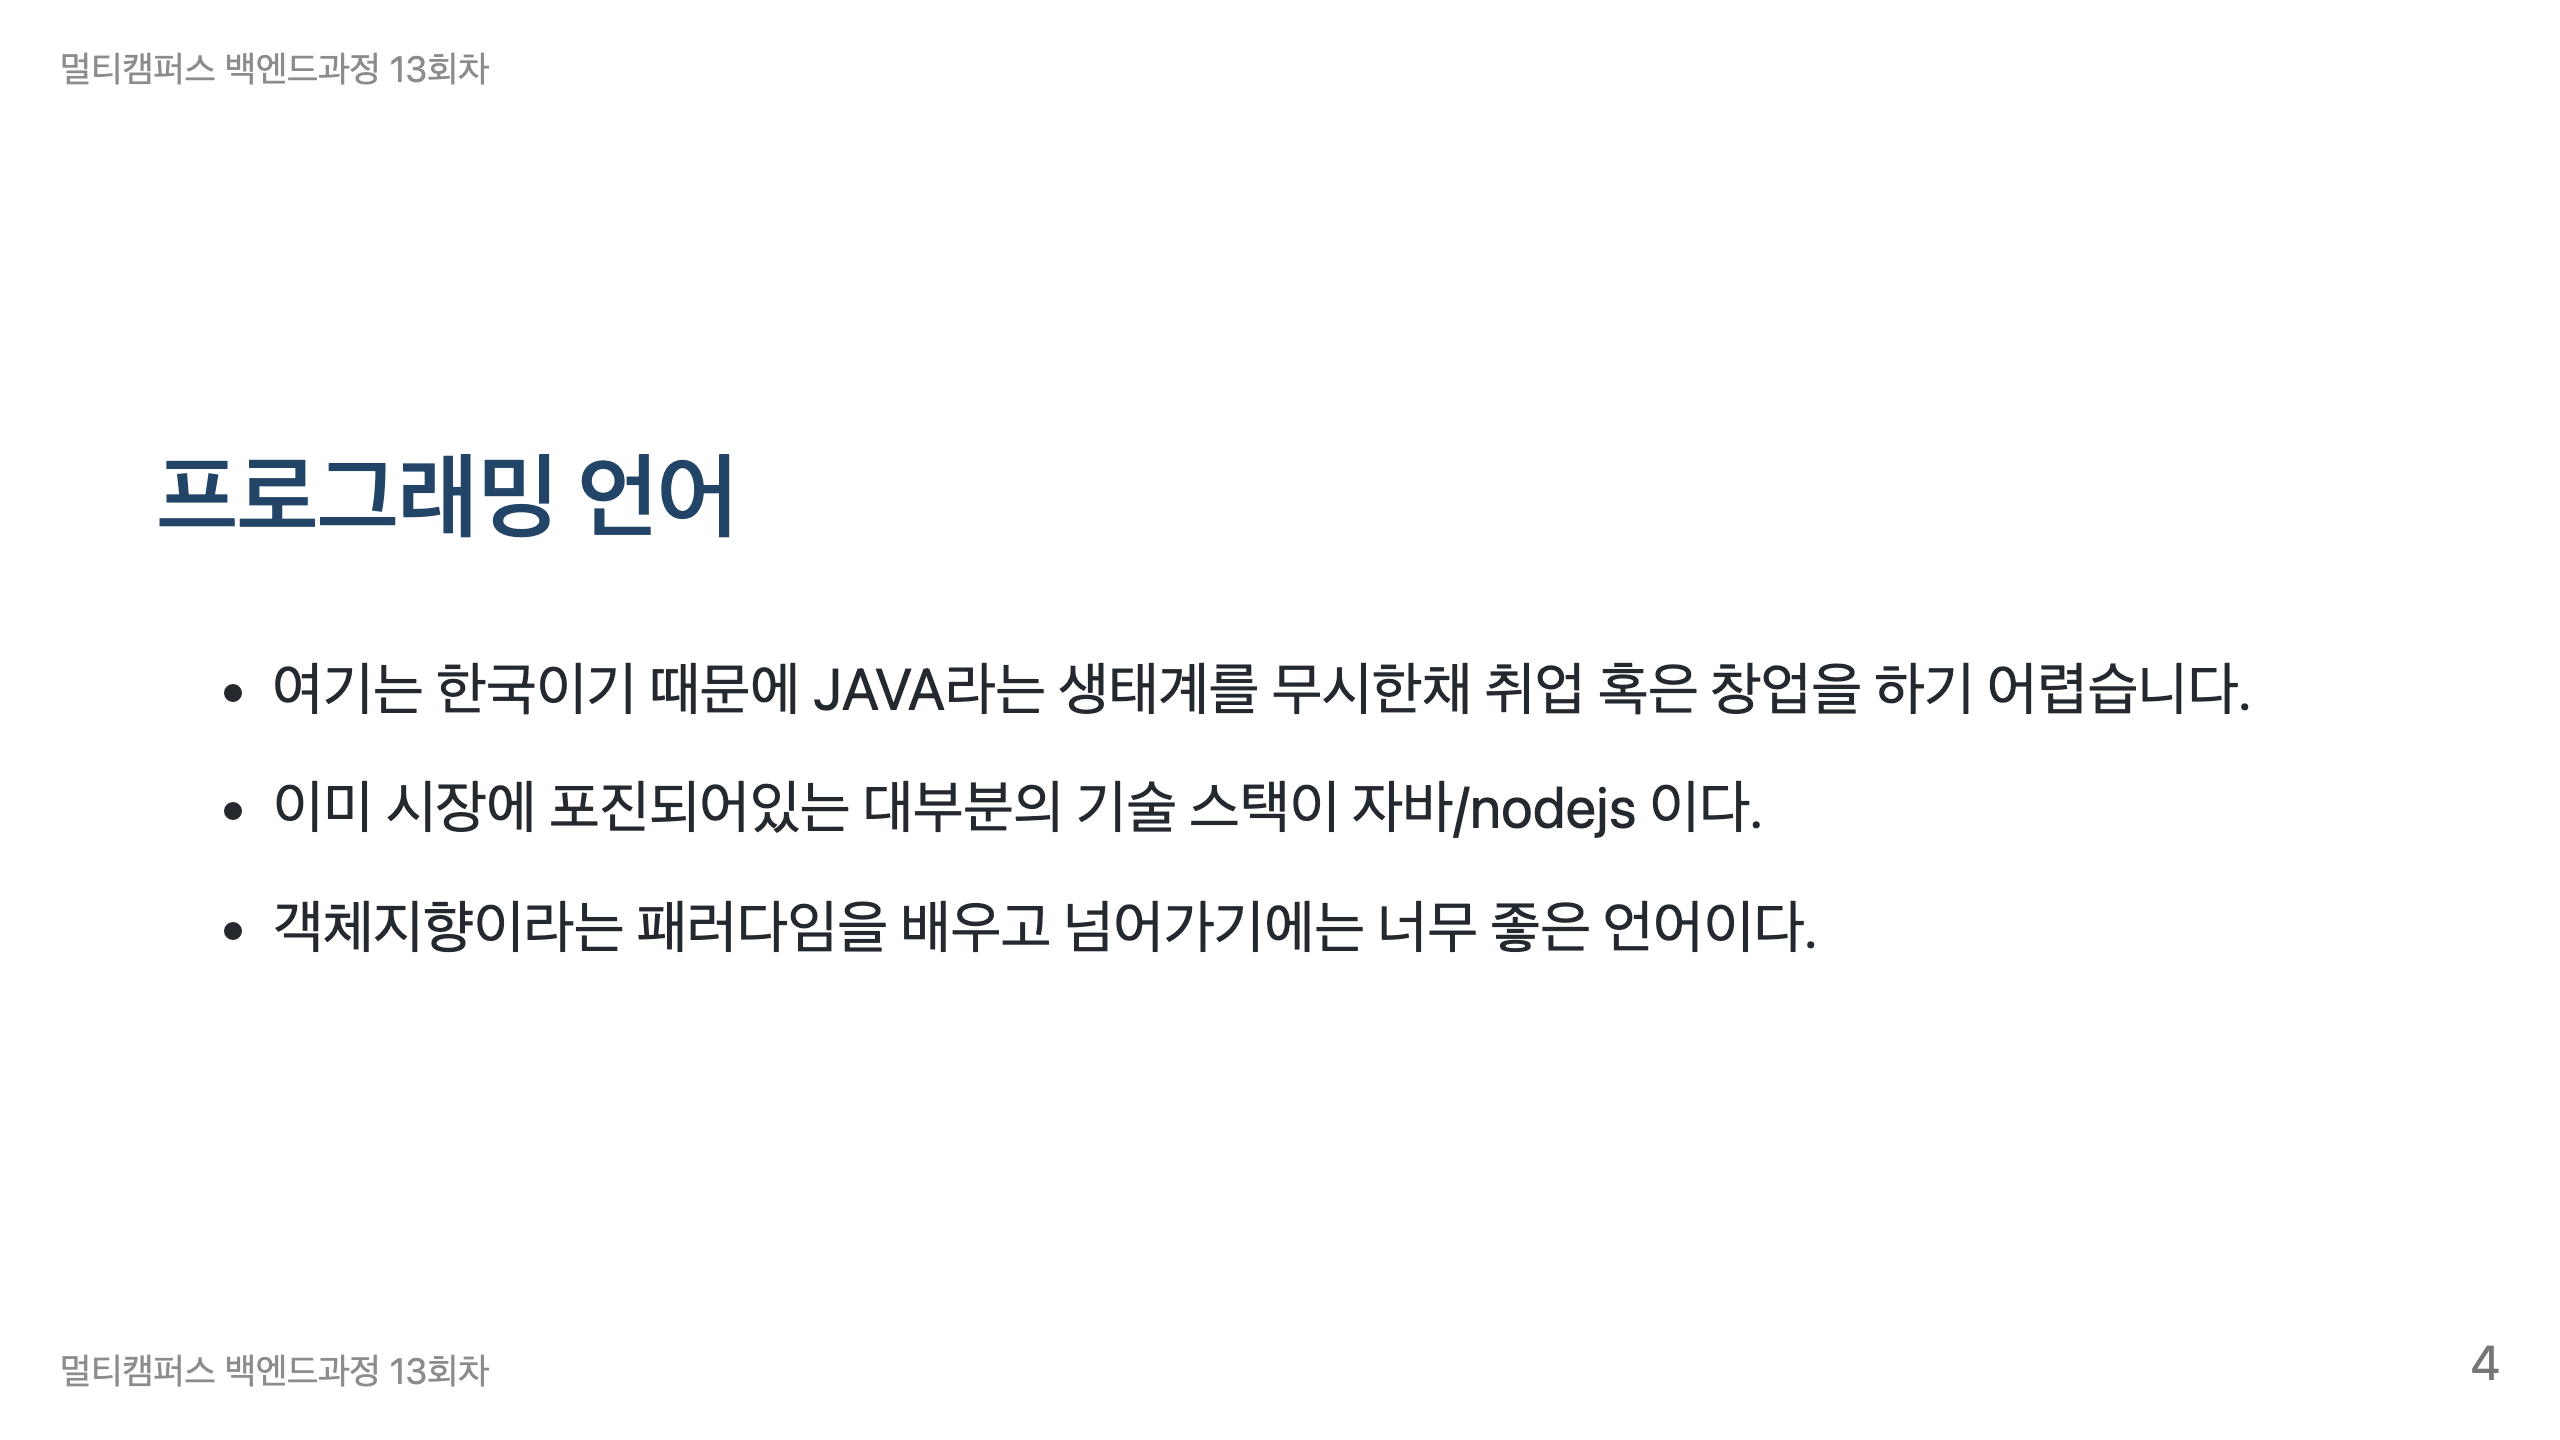 멀티캠퍼스 백엔드과정 13회차
프로그래밍 언어
• 여기는 한국이기 때문에 JAVA라는 생태계를 무시한채 취업 혹은 창업을 하기 어렵습니다.
• 이미 시장에 포진되어있는 대부분의 기술 스택이 자바/nodejs 이다.
• 객체지향이라는 패러다임을 배우고 넘어가기에는 너무 좋은 언어이다.
멀티캠퍼스 백엔드과정 13회차
4